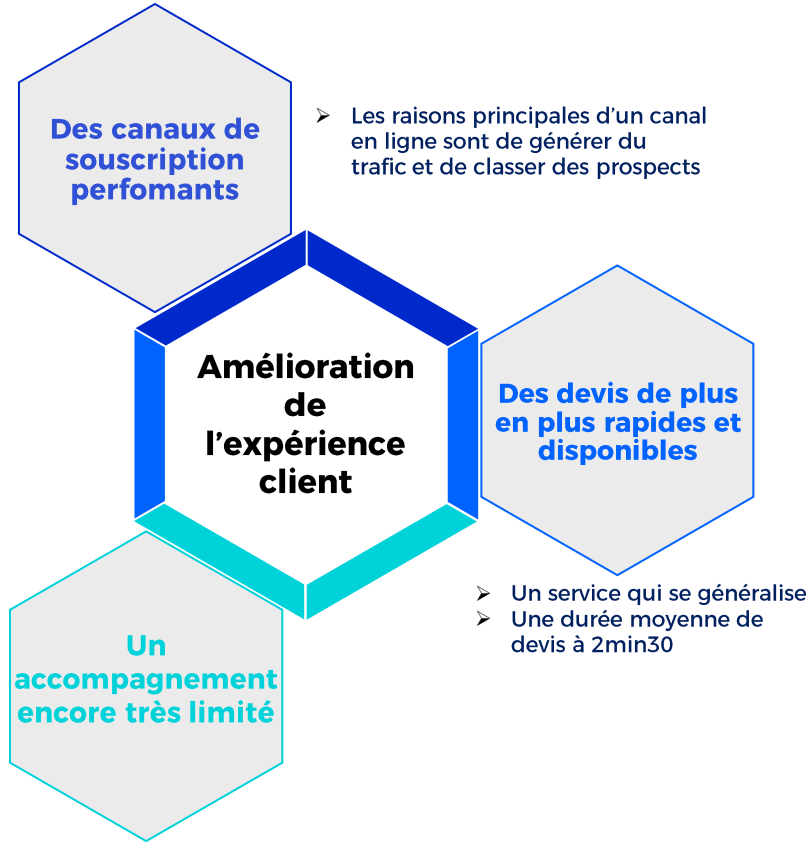 Des canaux de
souscription
perfomants
➢ Les raisons principales d’un canal
en ligne sont de générer du
trafic et de classer des prospects
Amélioration
de
l’expérience
client
Des devis de plus
en plus rapides et
disponibles
➢ Un service qui se généralise
➢ Une durée moyenne de
devis à 2min30
Un
accompagnement
encore très limité